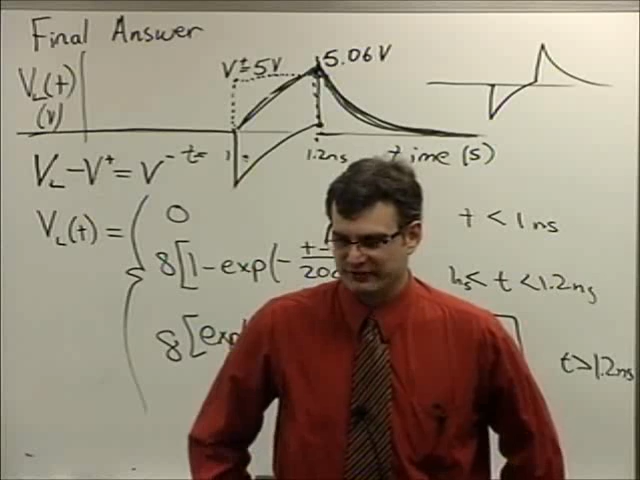 Final Answer
V⁺=5V 5.06V
V_L(t)
(v)
t= 1 1.2ns time (s)
V_L - V⁺ = V⁻
V_L(t) = 0 t < 1ns
8[1-exp(- 1ns < t < 1.2ns
8[exp t > 1.2ns